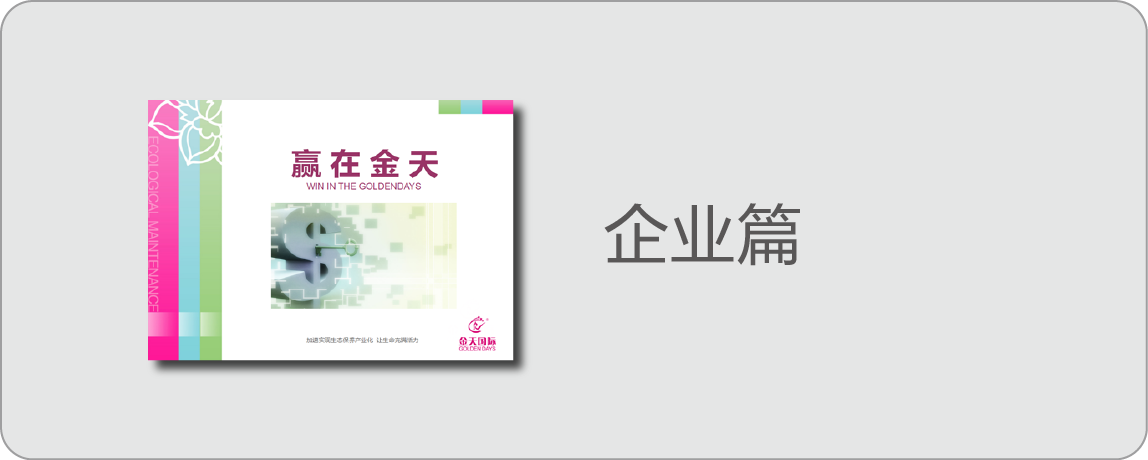 ECOLOGICAL MAINTENANCE
赢在金天
WIN IN THE GOLDENDAYS
加速实现生态保养产业化 让生命充满活力
金天国际
GOLDEN DAYS
企业篇